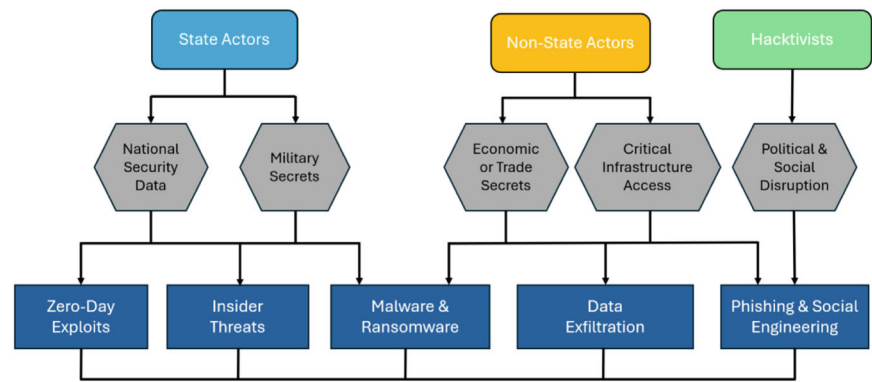 State Actors
Non-State Actors
Hacktivists
National
Security
Data
Military
Secrets
Economic
or Trade
Secrets
Critical
Infrastructure
Access
Political &
Social
Disruption
Zero-Day
Exploits
Insider
Threats
Malware &
Ransomware
Data
Exfiltration
Phishing & Social
Engineering